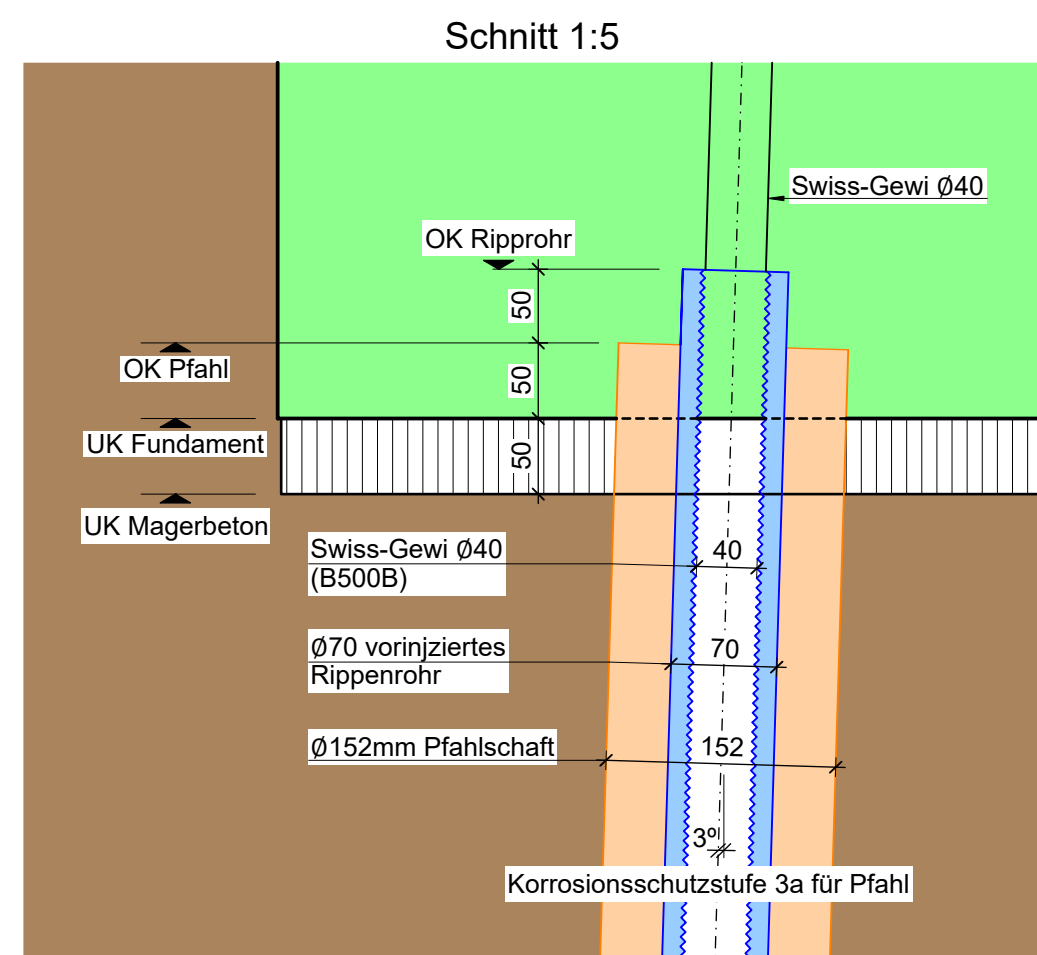 Schnitt 1:5
Swiss-Gewi Ø40
OK Ripprohr
50
OK Pfahl
50
UK Fundament
50
UK Magerbeton
Swiss-Gewi Ø40
(B500B)
40
Ø70 vorinjziertes
Rippenrohr
70
Ø152mm Pfahlschaft
152
3º
Korrosionsschutzstufe 3a für Pfahl